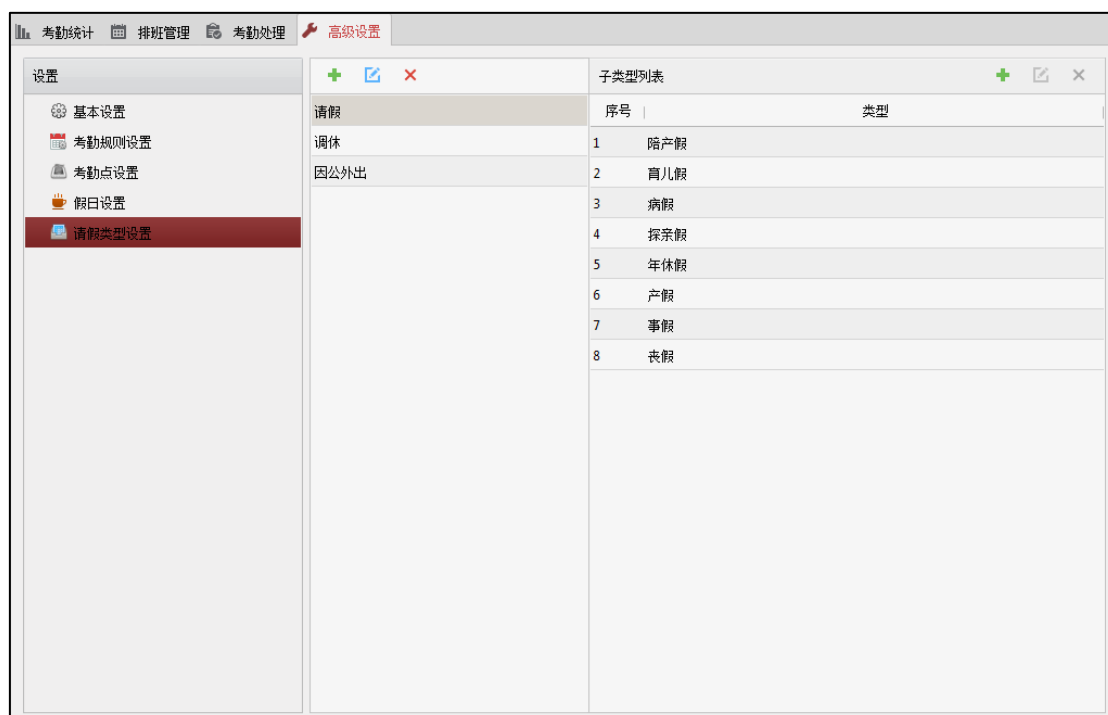 考勤统计 排班管理 考勤处理 高级设置
设置
基本设置
考勤规则设置
考勤点设置
假日设置
请假类型设置
请假
调休
因公外出
子类型列表
序号 类型
1 陪产假
2 育儿假
3 病假
4 探亲假
5 年休假
6 产假
7 事假
8 丧假